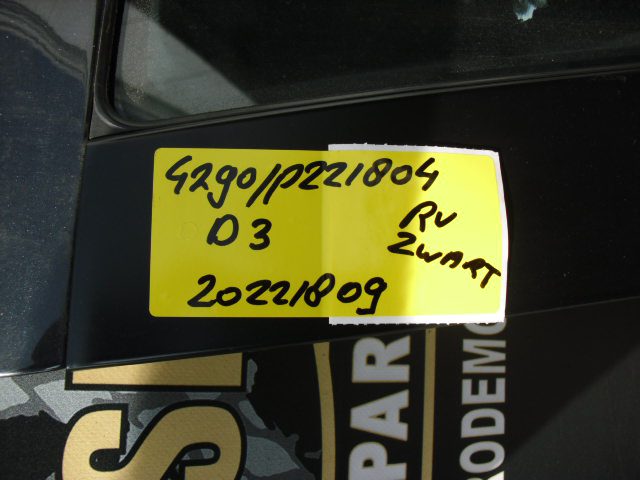 4290/P221804
D3
RV
ZWART
20221809
PAR
RODEMO